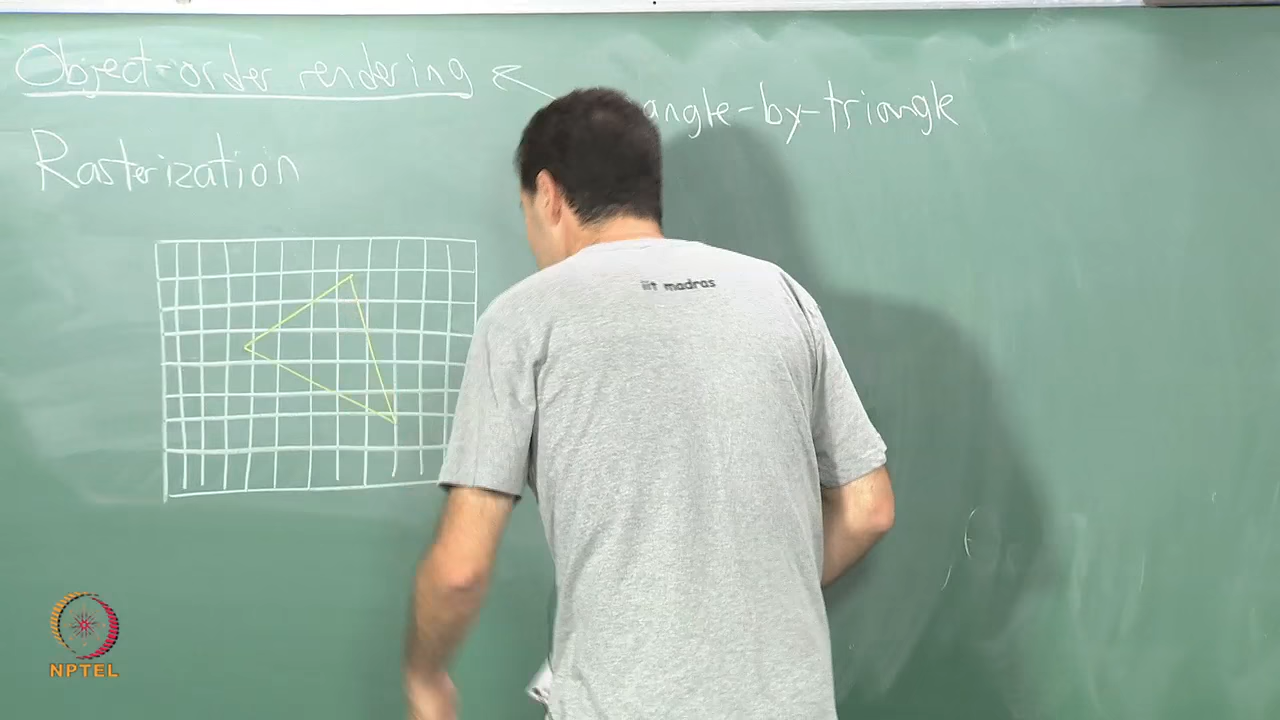 Object-order rendering ←
angle-by-triangle
Rasterization
iit madras
NPTEL